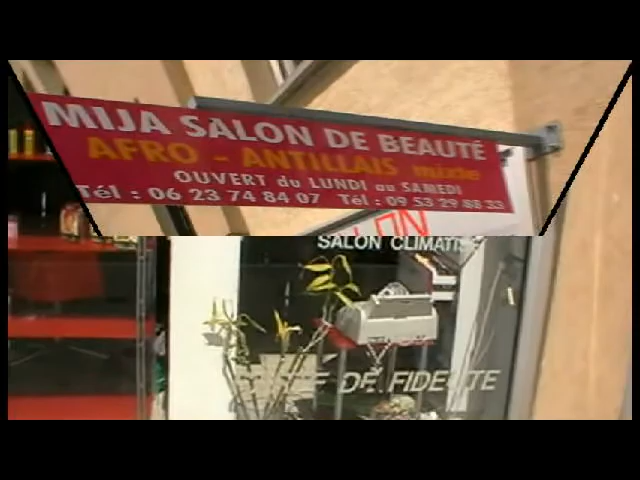 MIJA SALON DE BEAUTÉ
AFRO - ANTILLAIS mixte
OUVERT du LUNDI au SAMEDI
Tél : 06 23 74 84 07 Tél : 09 53 29 88 33
SALON
DE FIDELITE